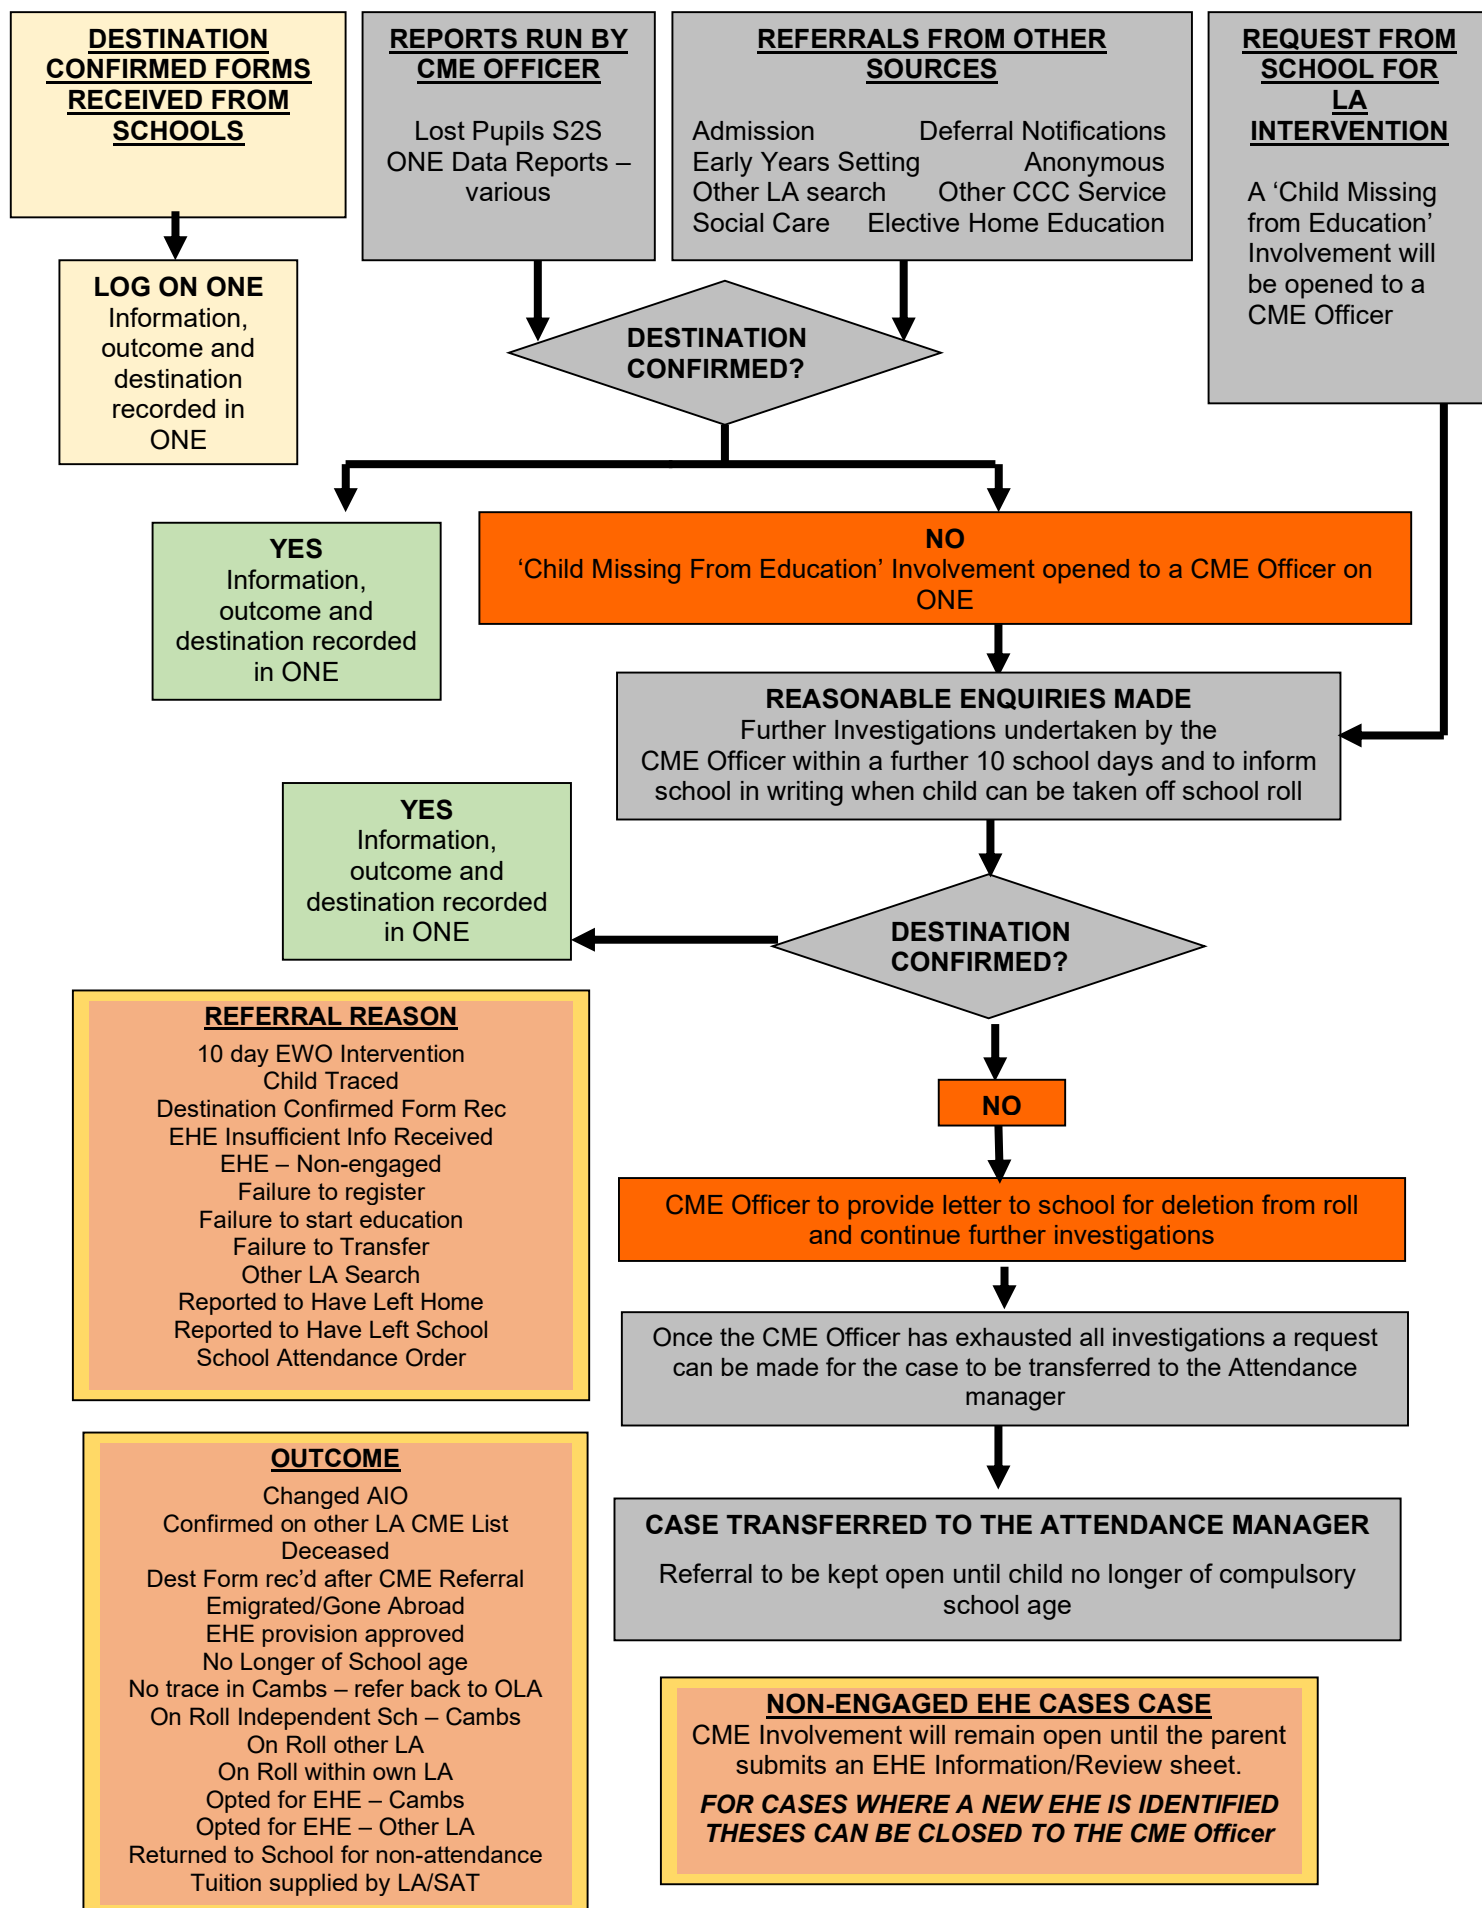 DESTINATION
CONFIRMED FORMS
RECEIVED FROM
SCHOOLS
REPORTS RUN BY
CME OFFICER
Lost Pupils S2S
ONE Data Reports –
various
REFERRALS FROM OTHER
SOURCES
Admission Deferral Notifications
Early Years Setting Anonymous
Other LA search Other CCC Service
Social Care Elective Home Education
REQUEST FROM
SCHOOL FOR
LA
INTERVENTION
A ‘Child Missing
from Education’
Involvement will
be opened to a
CME Officer
LOG ON ONE
Information,
outcome and
destination
recorded in
ONE
DESTINATION
CONFIRMED?
YES
Information,
outcome and
destination recorded
in ONE
NO
‘Child Missing From Education’ Involvement opened to a CME Officer on
ONE
REASONABLE ENQUIRIES MADE
Further Investigations undertaken by the
CME Officer within a further 10 school days and to inform
school in writing when child can be taken off school roll
YES
Information,
outcome and
destination recorded
in ONE
DESTINATION
CONFIRMED?
NO
CME Officer to provide letter to school for deletion from roll
and continue further investigations
Once the CME Officer has exhausted all investigations a request
can be made for the case to be transferred to the Attendance
manager
CASE TRANSFERRED TO THE ATTENDANCE MANAGER
Referral to be kept open until child no longer of compulsory
school age
REFERRAL REASON
10 day EWO Intervention
Child Traced
Destination Confirmed Form Rec
EHE Insufficient Info Received
EHE – Non-engaged
Failure to register
Failure to start education
Failure to Transfer
Other LA Search
Reported to Have Left Home
Reported to Have Left School
School Attendance Order
OUTCOME
Changed AIO
Confirmed on other LA CME List
Deceased
Dest Form rec’d after CME Referral
Emigrated/Gone Abroad
EHE provision approved
No Longer of School age
No trace in Cambs – refer back to OLA
On Roll Independent Sch – Cambs
On Roll other LA
On Roll within own LA
Opted for EHE – Cambs
Opted for EHE – Other LA
Returned to School for non-attendance
Tuition supplied by LA/SAT
NON-ENGAGED EHE CASES CASE
CME Involvement will remain open until the parent
submits an EHE Information/Review sheet.
FOR CASES WHERE A NEW EHE IS IDENTIFIED
THESES CAN BE CLOSED TO THE CME Officer